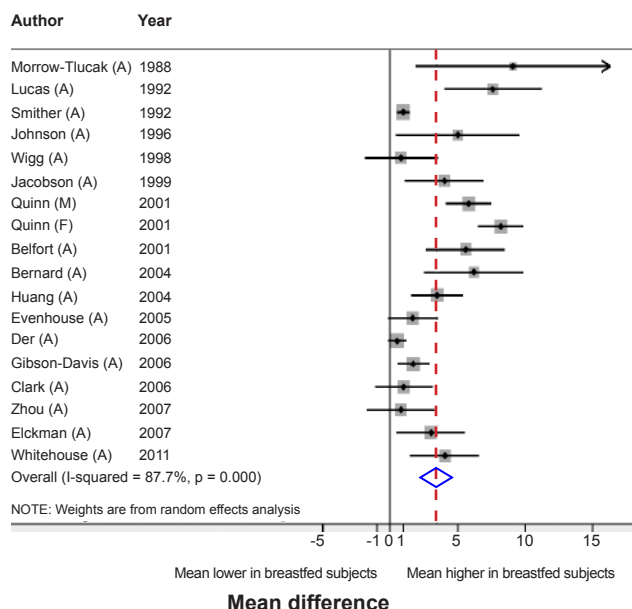 Author Year
Morrow-Tlucak (A) 1988
Lucas (A) 1992
Smither (A) 1992
Johnson (A) 1996
Wigg (A) 1998
Jacobson (A) 1999
Quinn (M) 2001
Quinn (F) 2001
Belfort (A) 2001
Bernard (A) 2004
Huang (A) 2004
Evenhouse (A) 2005
Der (A) 2006
Gibson-Davis (A) 2006
Clark (A) 2006
Zhou (A) 2007
Elckman (A) 2007
Whitehouse (A) 2011
Overall (I-squared = 87.7%, p = 0.000)
NOTE: Weights are from random effects analysis
-5 -1 0 1 5 10 15
Mean lower in breastfed subjects Mean higher in breastfed subjects
Mean difference